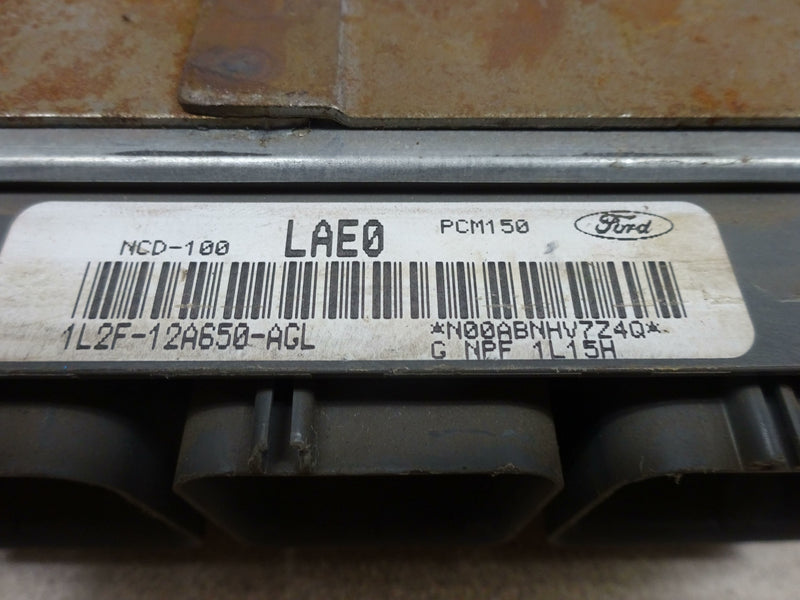 NCD-100 LAE0 PCM150 Ford
1L2F-12A650-AGL *N00ABNHV7Z4Q*
G NPF 1L15H